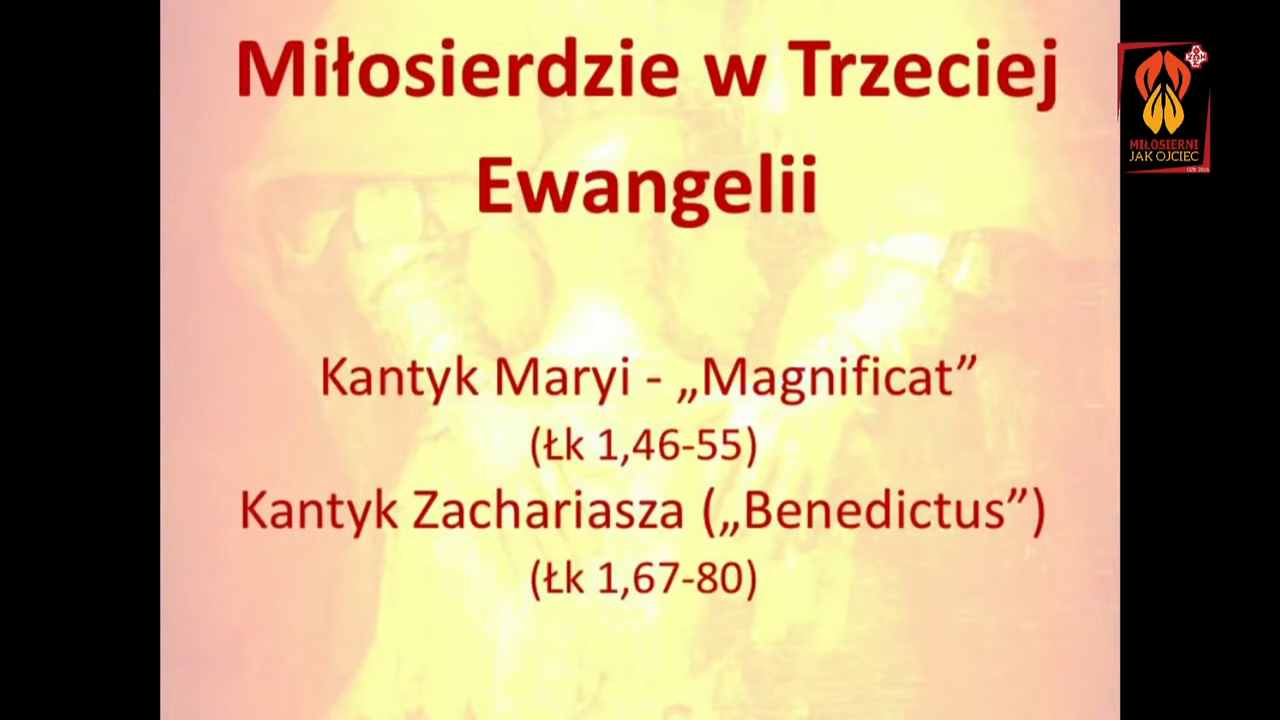 Miłosierdzie w Trzeciej
Ewangelii
Kantyk Maryi - „Magnificat”
(Łk 1,46-55)
Kantyk Zachariasza („Benedictus”)
(Łk 1,67-80)
MIŁOSIERNI
JAK OJCIEC